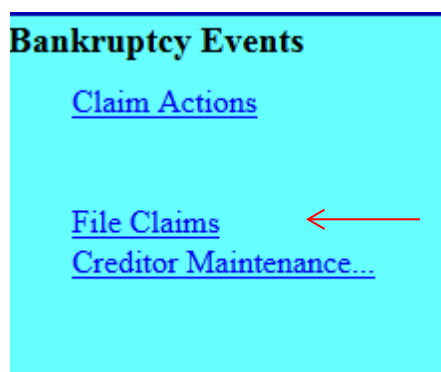 Bankruptcy Events
Claim Actions
File Claims
Creditor Maintenance...